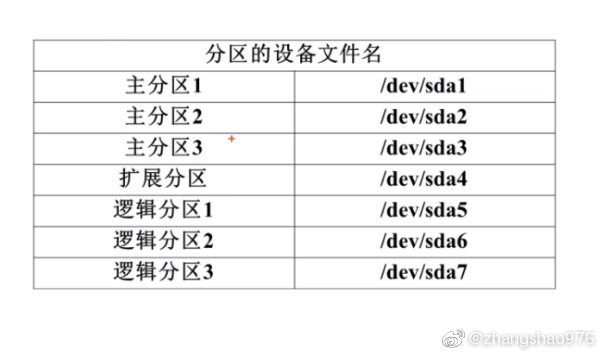 分区的设备文件名
主分区1 /dev/sda1
主分区2 /dev/sda2
主分区3 /dev/sda3
扩展分区 /dev/sda4
逻辑分区1 /dev/sda5
逻辑分区2 /dev/sda6
逻辑分区3 /dev/sda7
@zhangshao976